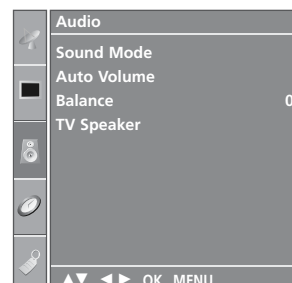 Audio
Sound Mode
Auto Volume
Balance 0
TV Speaker
▲▼ ◄► OK MENU